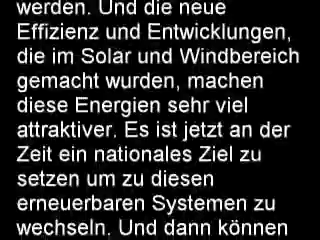 werden. Und die neue
Effizienz und Entwicklungen,
die im Solar und Windbereich
gemacht wurden, machen
diese Energien sehr viel
attraktiver. Es ist jetzt an der
Zeit ein nationales Ziel zu
setzen um zu diesen
erneuerbaren Systemen zu
wechseln. Und dann können